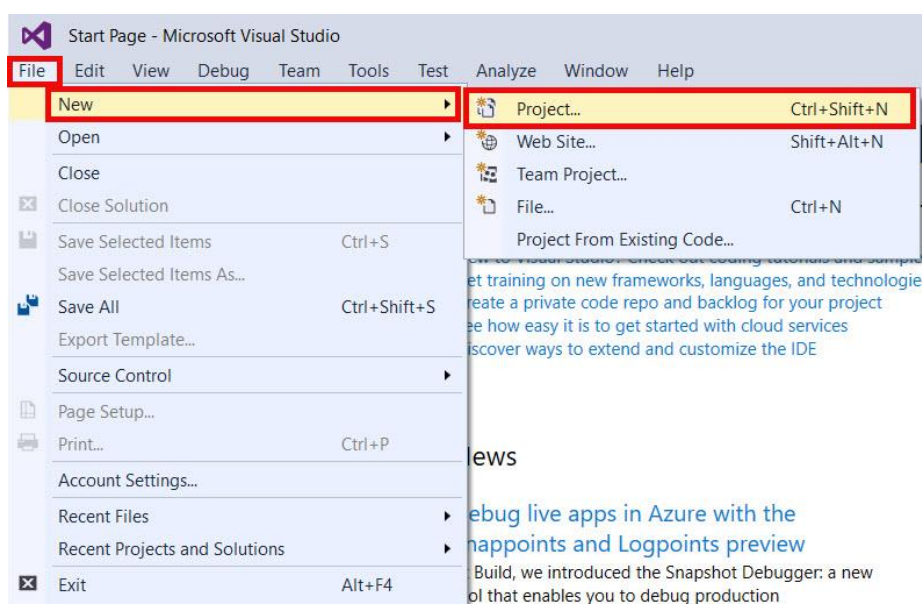 Start Page - Microsoft Visual Studio
File Edit View Debug Team Tools Test Analyze Window Help
New
Project... Ctrl+Shift+N
Open
Web Site... Shift+Alt+N
Close
Team Project...
Close Solution
File... Ctrl+N
Save Selected Items Ctrl+S
Project From Existing Code...
Save Selected Items As...
et training on new frameworks, languages, and technologie
Save All Ctrl+Shift+S
reate a private code repo and backlog for your project
ee how easy it is to get started with cloud services
Export Template...
iscover ways to extend and customize the IDE
Source Control
Page Setup...
Print... Ctrl+P
ews
Account Settings...
Recent Files
ebug live apps in Azure with the
Recent Projects and Solutions
nappoints and Logpoints preview
Build, we introduced the Snapshot Debugger: a new
Exit Alt+F4
ol that enables you to debug production